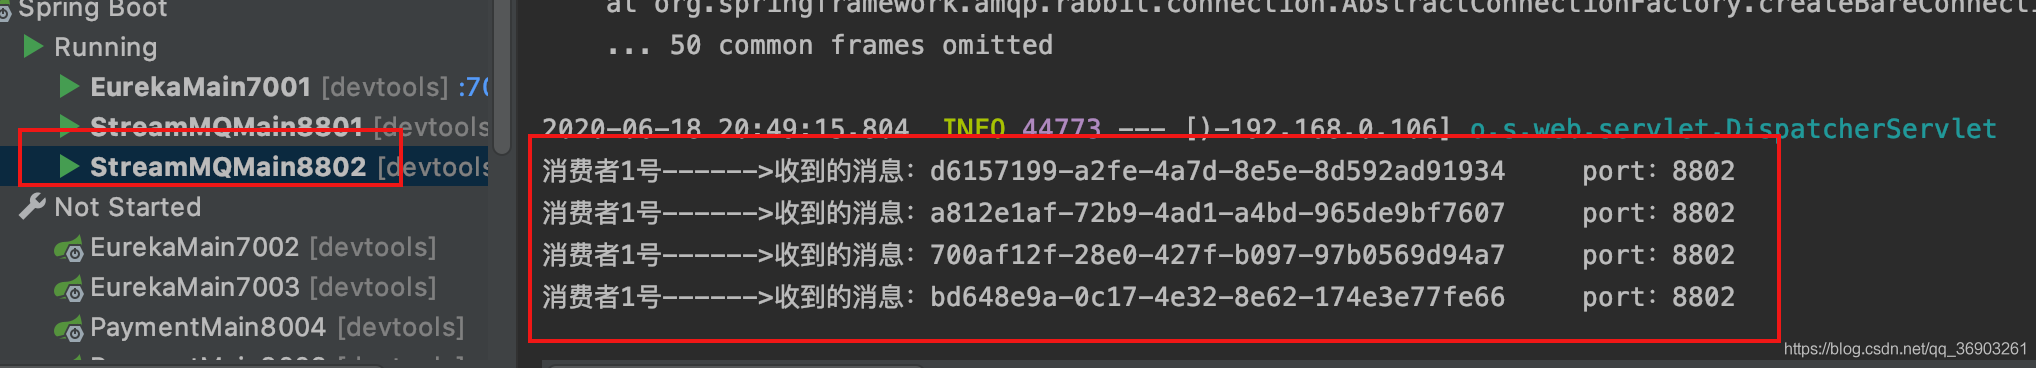 Spring Boot
Running
EurekaMain7001 [devtools] :70
StreamMQMain8801 [devtools
StreamMQMain8802 [devtools
Not Started
EurekaMain7002 [devtools]
EurekaMain7003 [devtools]
PaymentMain8004 [devtools]
at org.springframework.amqp.rabbit.connection.AbstractConnectionFactory.createBareConnecti
... 50 common frames omitted
2020-06-18 20:49:15.804 INFO 44773 --- [)-192.168.0.106] o.s.web.servlet.DispatcherServlet
消费者1号------>收到的消息：d6157199-a2fe-4a7d-8e5e-8d592ad91934 port：8802
消费者1号------>收到的消息：a812e1af-72b9-4ad1-a4bd-965de9bf7607 port：8802
消费者1号------>收到的消息：700af12f-28e0-427f-b097-97b0569d94a7 port：8802
消费者1号------>收到的消息：bd648e9a-0c17-4e32-8e62-174e3e77fe66 port：8802
https://blog.csdn.net/qq_36903261